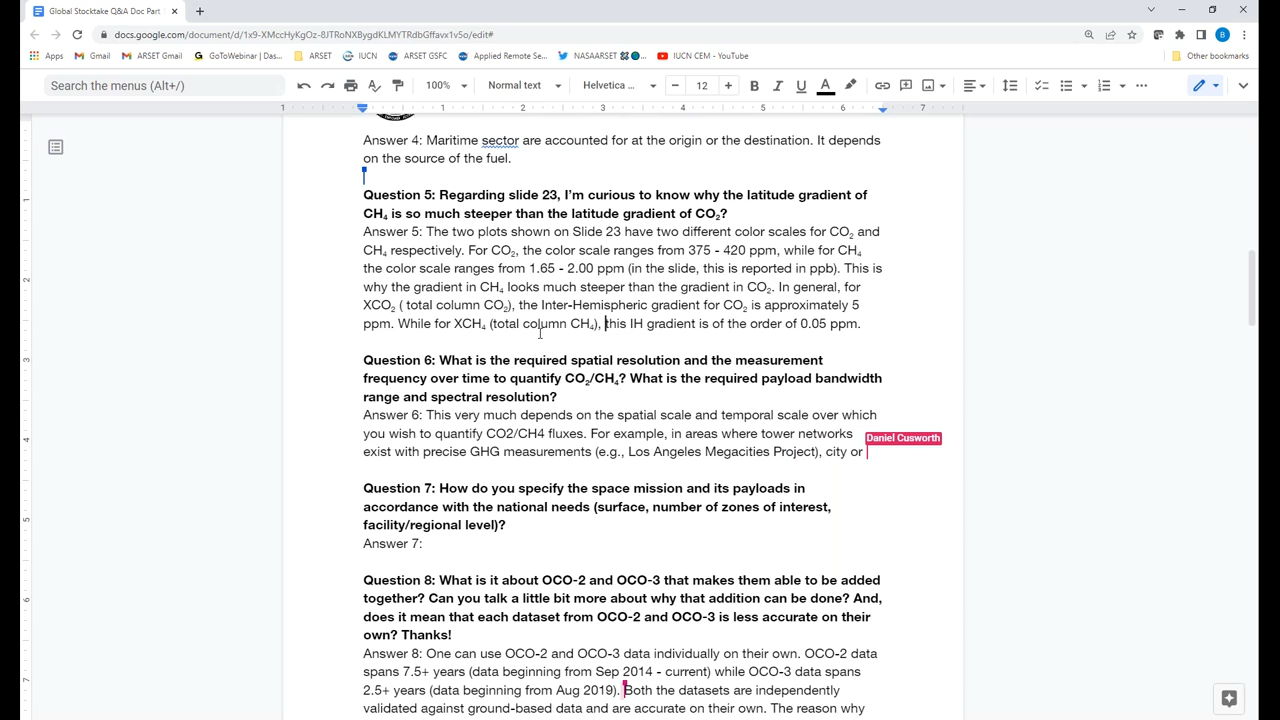 Global Stocktake Q&A Doc Part
docs.google.com/document/d/1x9-XMccHyKgOz-8JTRoNXBygdKLMYTRdbGffavx1v5o/edit#
Apps
Gmail
ARSET Gmail
GoToWebinar | Das...
ARSET
IUCN
ARSET GSFC
Applied Remote Se...
NASAARSET
IUCN CEM - YouTube
Other bookmarks
Search the menus (Alt+/)
100%
Normal text
Helvetica ...
12
1 1 2 3 4 5 6 7
Answer 4: Maritime sector are accounted for at the origin or the destination. It depends
on the source of the fuel.
Question 5: Regarding slide 23, I'm curious to know why the latitude gradient of
CH₄ is so much steeper than the latitude gradient of CO₂?
Answer 5: The two plots shown on Slide 23 have two different color scales for CO₂ and
CH₄ respectively. For CO₂, the color scale ranges from 375 - 420 ppm, while for CH₄
the color scale ranges from 1.65 - 2.00 ppm (in the slide, this is reported in ppb). This is
why the gradient in CH₄ looks much steeper than the gradient in CO₂. In general, for
XCO₂ ( total column CO₂), the Inter-Hemispheric gradient for CO₂ is approximately 5
ppm. While for XCH₄ (total column CH₄), this IH gradient is of the order of 0.05 ppm.
Question 6: What is the required spatial resolution and the measurement
frequency over time to quantify CO₂/CH₄? What is the required payload bandwidth
range and spectral resolution?
Answer 6: This very much depends on the spatial scale and temporal scale over which
you wish to quantify CO2/CH4 fluxes. For example, in areas where tower networks
Daniel Cusworth
exist with precise GHG measurements (e.g., Los Angeles Megacities Project), city or
Question 7: How do you specify the space mission and its payloads in
accordance with the national needs (surface, number of zones of interest,
facility/regional level)?
Answer 7:
Question 8: What is it about OCO-2 and OCO-3 that makes them able to be added
together? Can you talk a little bit more about why that addition can be done? And,
does it mean that each dataset from OCO-2 and OCO-3 is less accurate on their
own? Thanks!
Answer 8: One can use OCO-2 and OCO-3 data individually on their own. OCO-2 data
spans 7.5+ years (data beginning from Sep 2014 - current) while OCO-3 data spans
2.5+ years (data beginning from Aug 2019). Both the datasets are independently
validated against ground-based data and are accurate on their own. The reason why